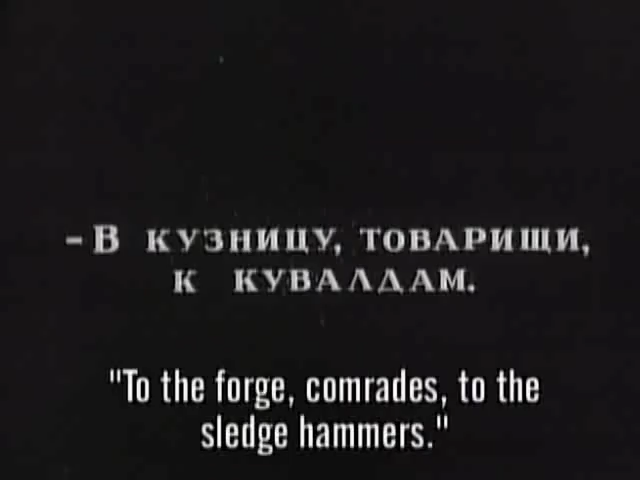 – В КУЗНИЦУ, ТОВАРИЩИ,
К КУВАЛДАМ.
"To the forge, comrades, to the
sledge hammers."